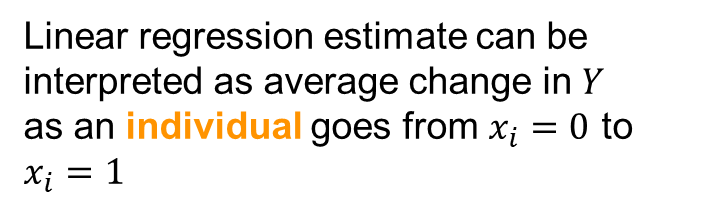 Linear regression estimate can be
interpreted as average change in Y
as an individual goes from xᵢ = 0 to
xᵢ = 1